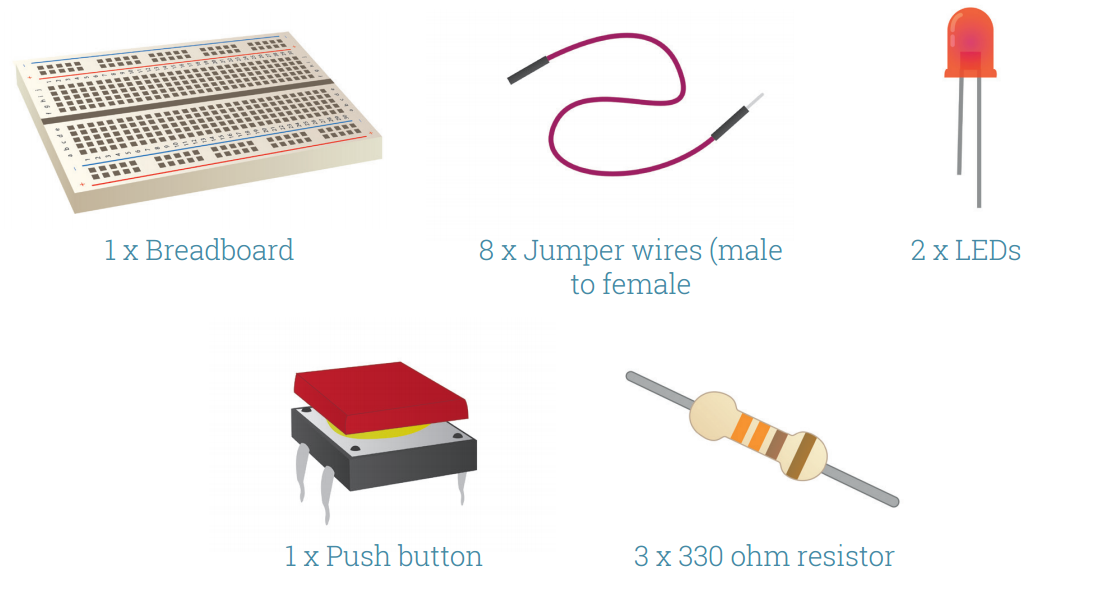 1 x Breadboard
8 x Jumper wires (male
to female
2 x LEDs
1 x Push button
3 x 330 ohm resistor